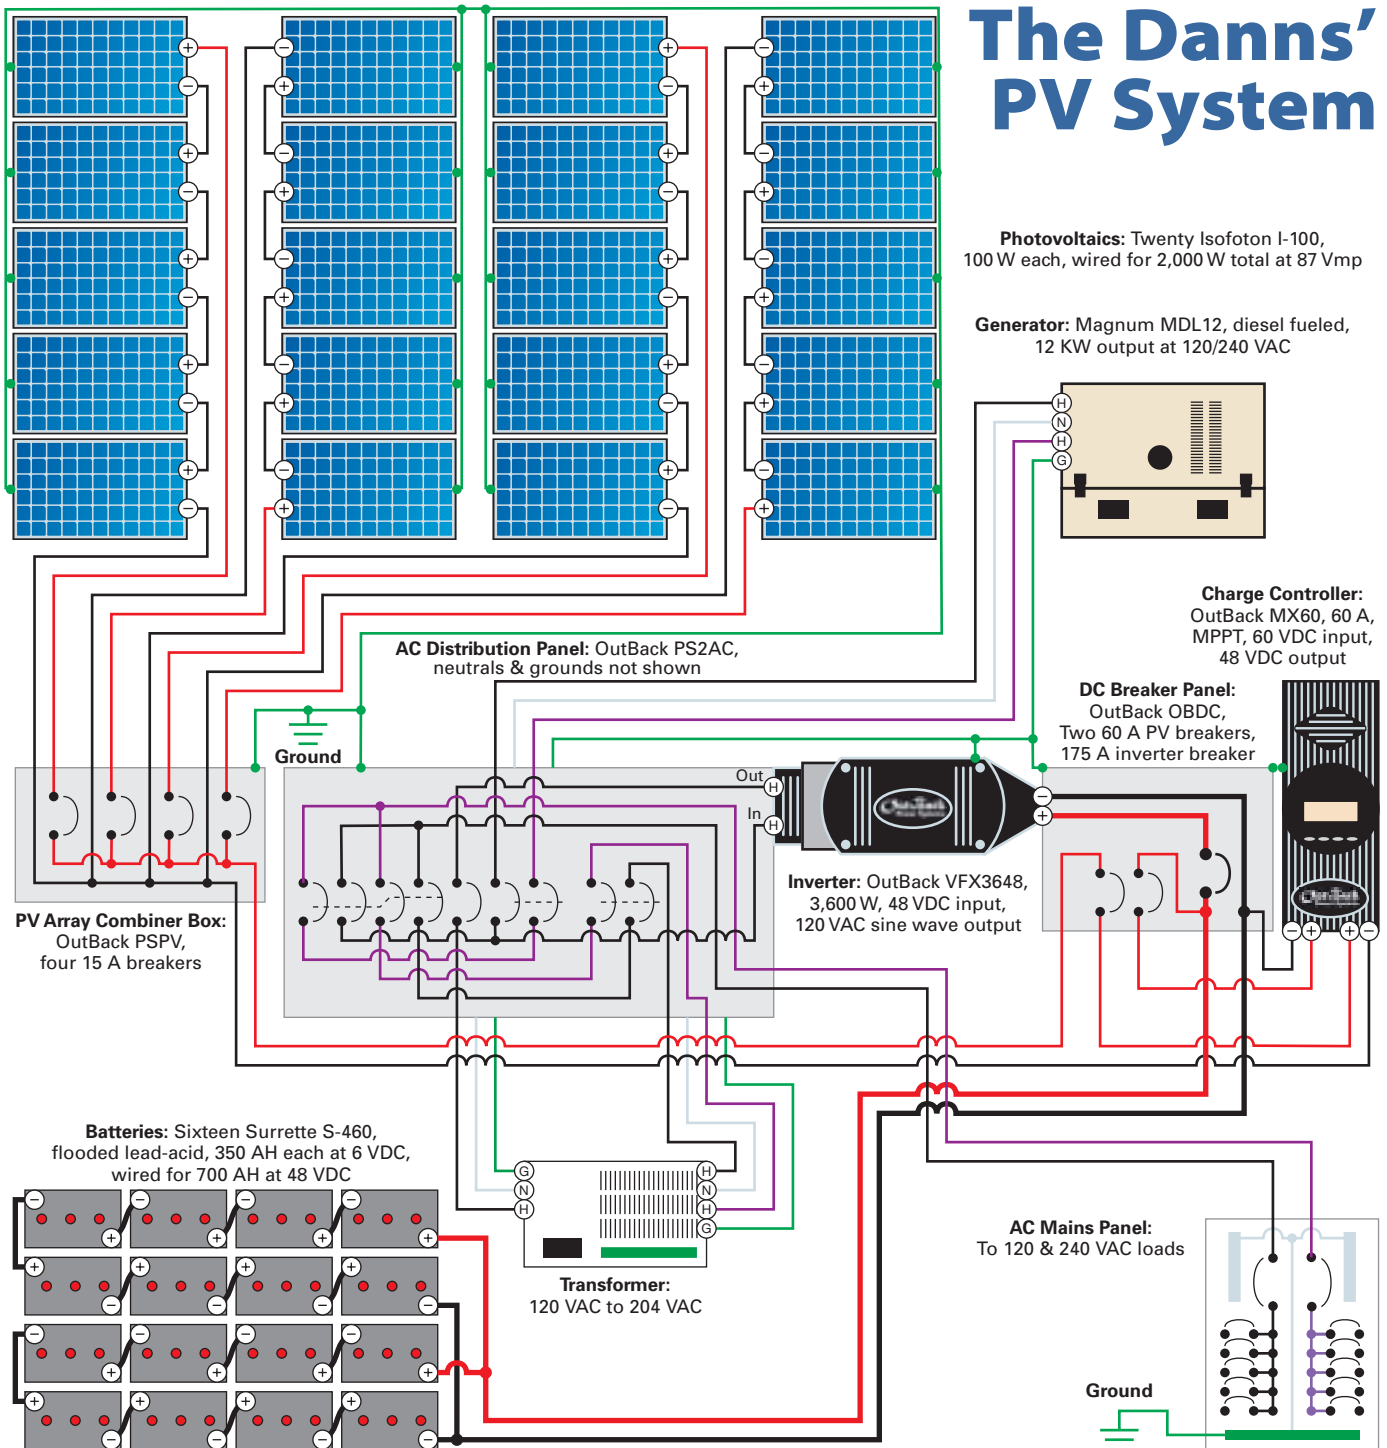 The Danns’
PV System
Photovoltaics: Twenty Isofoton I-100,
100 W each, wired for 2,000 W total at 87 Vmp
Generator: Magnum MDL12, diesel fueled,
12 KW output at 120/240 VAC
H
N
H
G
Charge Controller:
OutBack MX60, 60 A,
MPPT, 60 VDC input,
48 VDC output
AC Distribution Panel: OutBack PS2AC,
neutrals & grounds not shown
DC Breaker Panel:
OutBack OBDC,
Two 60 A PV breakers,
175 A inverter breaker
Ground
Out
H
In
H
OutBack
Inverter: OutBack VFX3648,
3,600 W, 48 VDC input,
120 VAC sine wave output
OutBack
PV Array Combiner Box:
OutBack PSPV,
four 15 A breakers
Batteries: Sixteen Surrette S-460,
flooded lead-acid, 350 AH each at 6 VDC,
wired for 700 AH at 48 VDC
G
N
H
H
N
H
G
Transformer:
120 VAC to 204 VAC
AC Mains Panel:
To 120 & 240 VAC loads
Ground